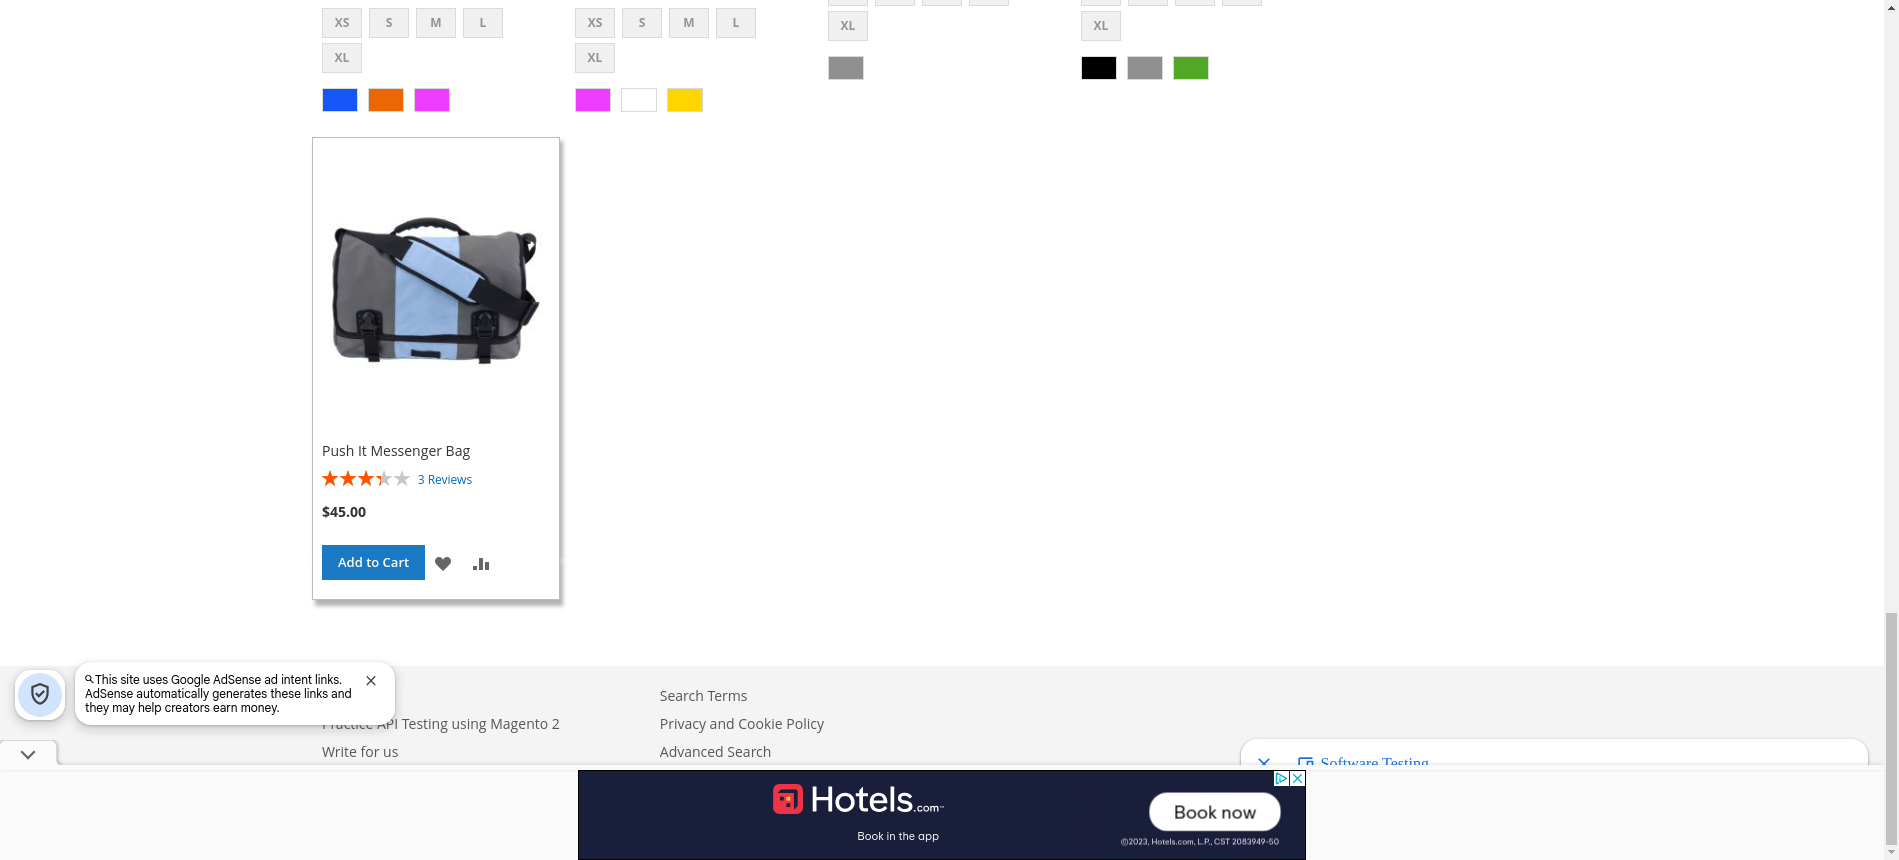 XS S M L
XL
XS S M L
XL
XL
XL
Push It Messenger Bag
3 Reviews
$45.00
Add to Cart
This site uses Google AdSense ad intent links.
AdSense automatically generates these links and
they may help creators earn money.
Practice API Testing using Magento 2
Write for us
Search Terms
Privacy and Cookie Policy
Advanced Search
Software Testing
Hotels.com
Book in the app
Book now
©2023, Hotels.com, L.P., CST 2083949-50